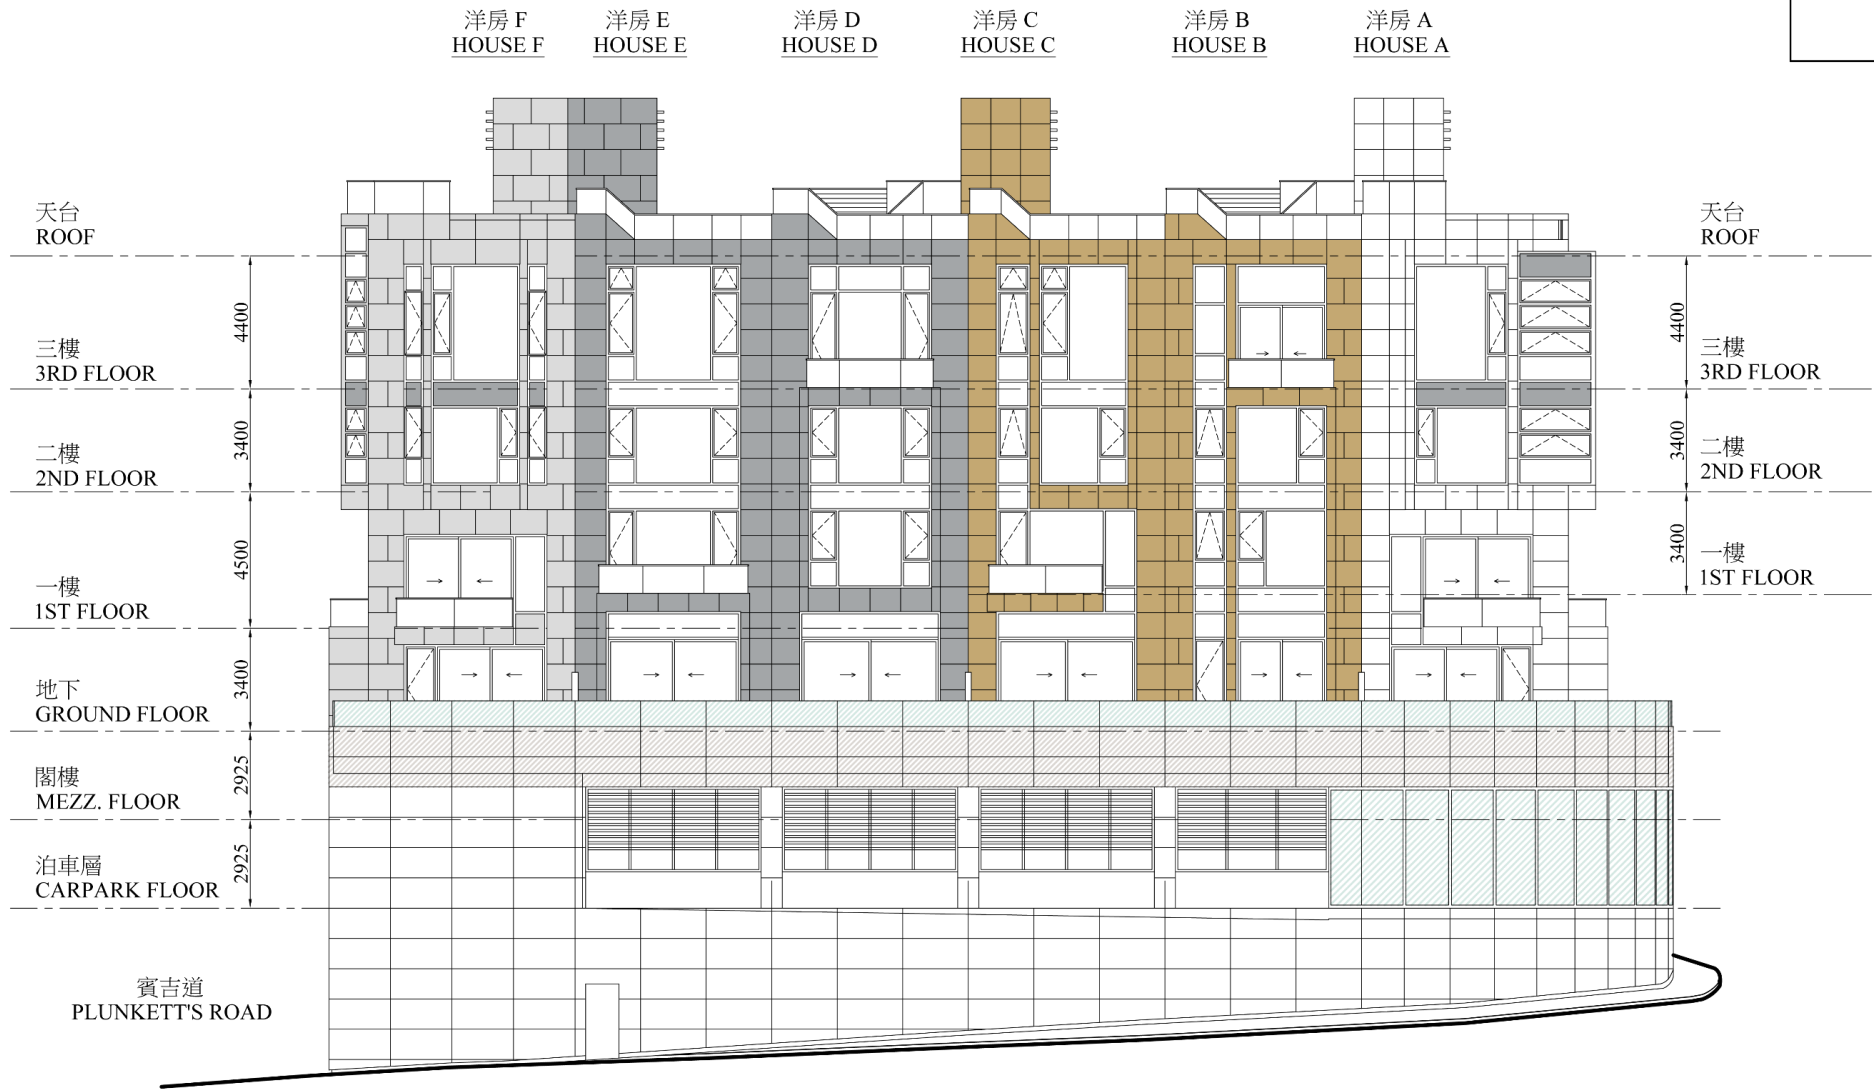 洋房 F
HOUSE F
洋房 E
HOUSE E
洋房 D
HOUSE D
洋房 C
HOUSE C
洋房 B
HOUSE B
洋房 A
HOUSE A
天台
ROOF
4400
三樓
3RD FLOOR
3400
二樓
2ND FLOOR
4500
一樓
1ST FLOOR
3400
地下
GROUND FLOOR
2925
閣樓
MEZZ. FLOOR
2925
泊車層
CARPARK FLOOR
賓吉道
PLUNKETT'S ROAD
天台
ROOF
4400
三樓
3RD FLOOR
3400
二樓
2ND FLOOR
3400
一樓
1ST FLOOR